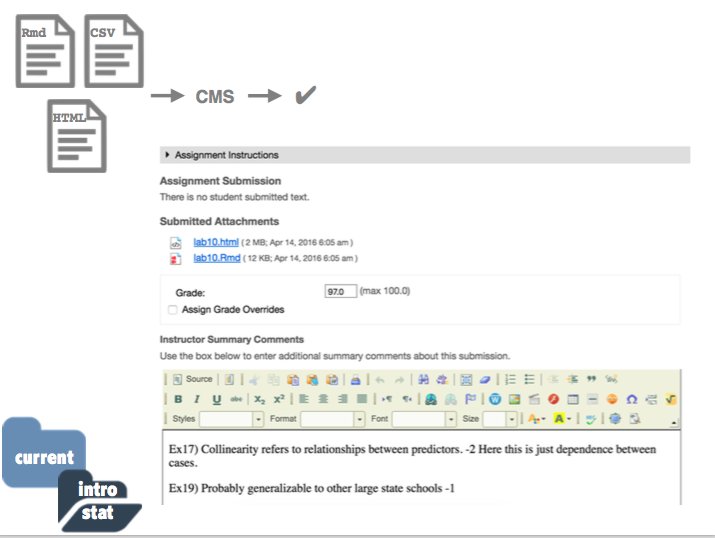 Rmd CSV
HTML
CMS
Assignment Instructions
Assignment Submission
There is no student submitted text.
Submitted Attachments
lab10.html ( 2 MB; Apr 14, 2016 6:05 am )
lab10.Rmd ( 12 KB; Apr 14, 2016 6:05 am )
Grade: 97.0 (max 100.0)
Assign Grade Overrides
Instructor Summary Comments
Use the box below to enter additional summary comments about this submission.
Source
B I U abc X₂ X²
Styles Format Font Size A A
Ex17) Collinearity refers to relationships between predictors. -2 Here this is just dependence between
cases.
Ex19) Probably generalizable to other large state schools -1
current
intro
stat